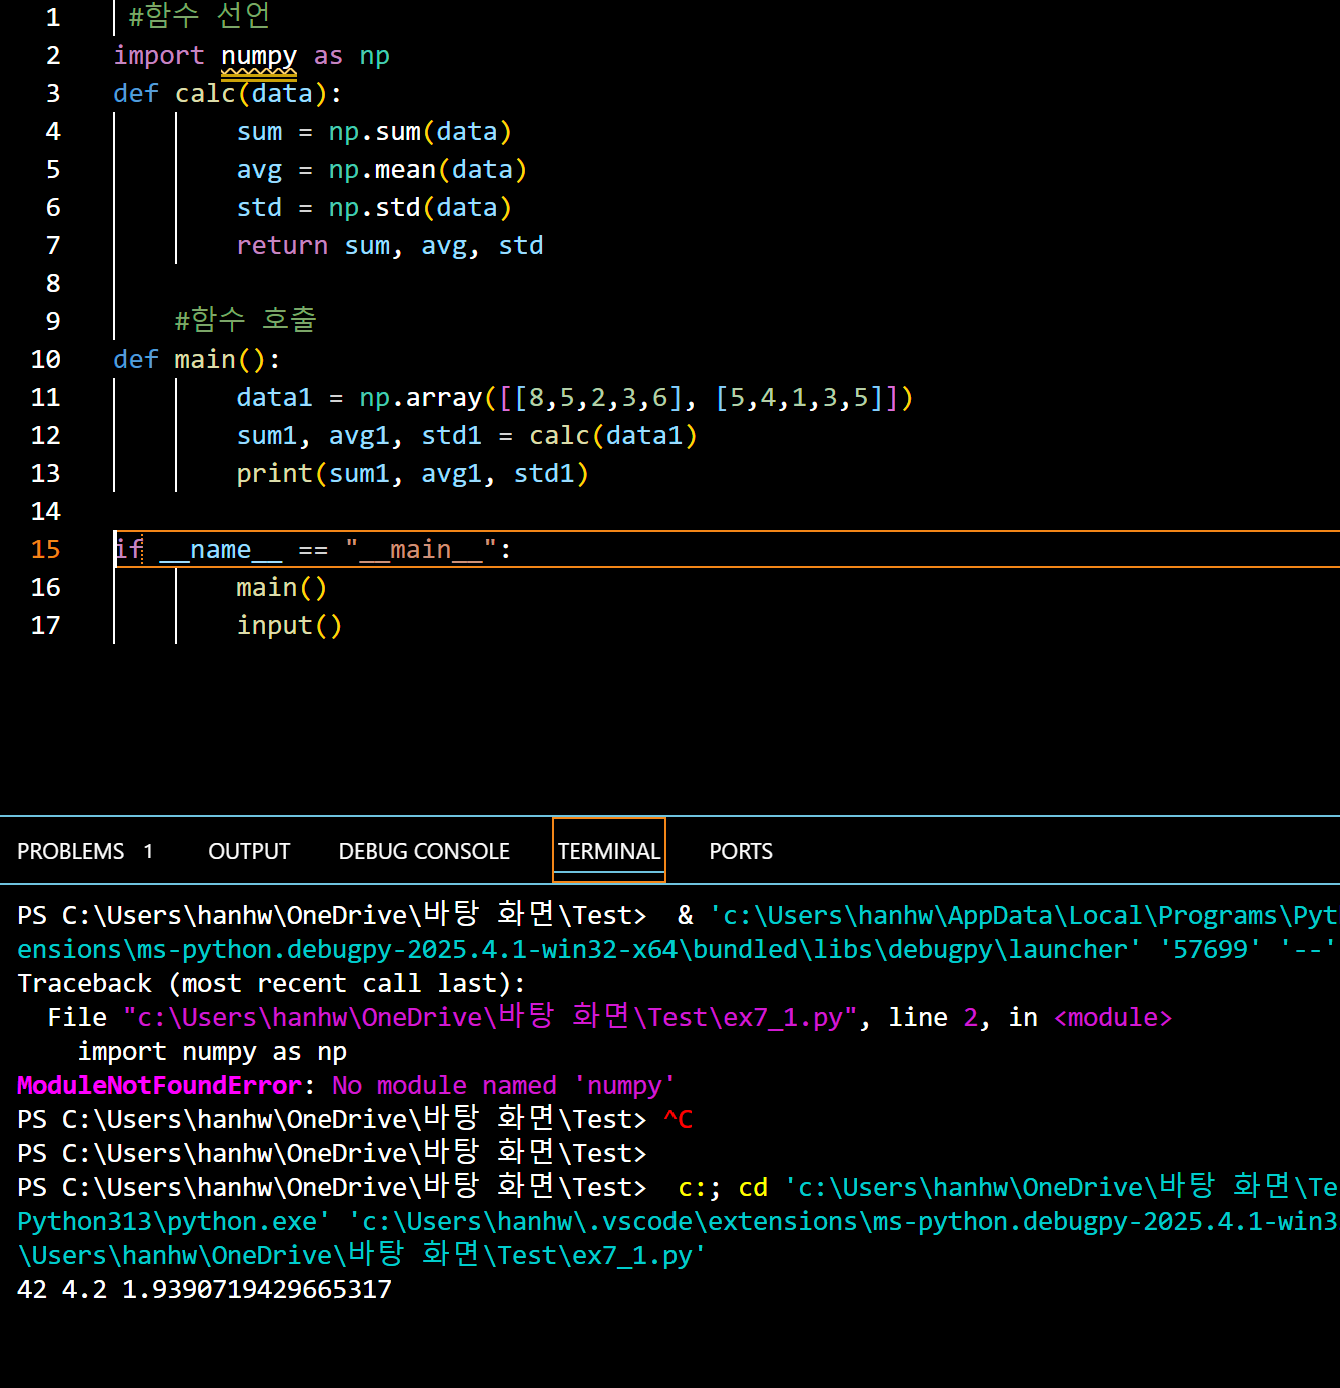 1 #함수 선언
2 import numpy as np
3 def calc(data):
4 sum = np.sum(data)
5 avg = np.mean(data)
6 std = np.std(data)
7 return sum, avg, std
8
9 #함수 호출
10 def main():
11 data1 = np.array([[8,5,2,3,6], [5,4,1,3,5]])
12 sum1, avg1, std1 = calc(data1)
13 print(sum1, avg1, std1)
14
15 if __name__ == "__main__":
16 main()
17 input()
PROBLEMS 1 OUTPUT DEBUG CONSOLE TERMINAL PORTS
PS C:\Users\hanhw\OneDrive\바탕 화면\Test>  & 'c:\Users\hanhw\AppData\Local\Programs\Pyt
ensions\ms-python.debugpy-2025.4.1-win32-x64\bundled\libs\debugpy\launcher' '57699' '--'
Traceback (most recent call last):
File "c:\Users\hanhw\OneDrive\바탕 화면\Test\ex7_1.py", line 2, in <module>
import numpy as np
ModuleNotFoundError: No module named 'numpy'
PS C:\Users\hanhw\OneDrive\바탕 화면\Test> ^C
PS C:\Users\hanhw\OneDrive\바탕 화면\Test>
PS C:\Users\hanhw\OneDrive\바탕 화면\Test>  c:; cd 'c:\Users\hanhw\OneDrive\바탕 화면\Te
Python313\python.exe' 'c:\Users\hanhw\.vscode\extensions\ms-python.debugpy-2025.4.1-win3
\Users\hanhw\OneDrive\바탕 화면\Test\ex7_1.py'
42 4.2 1.9390719429665317